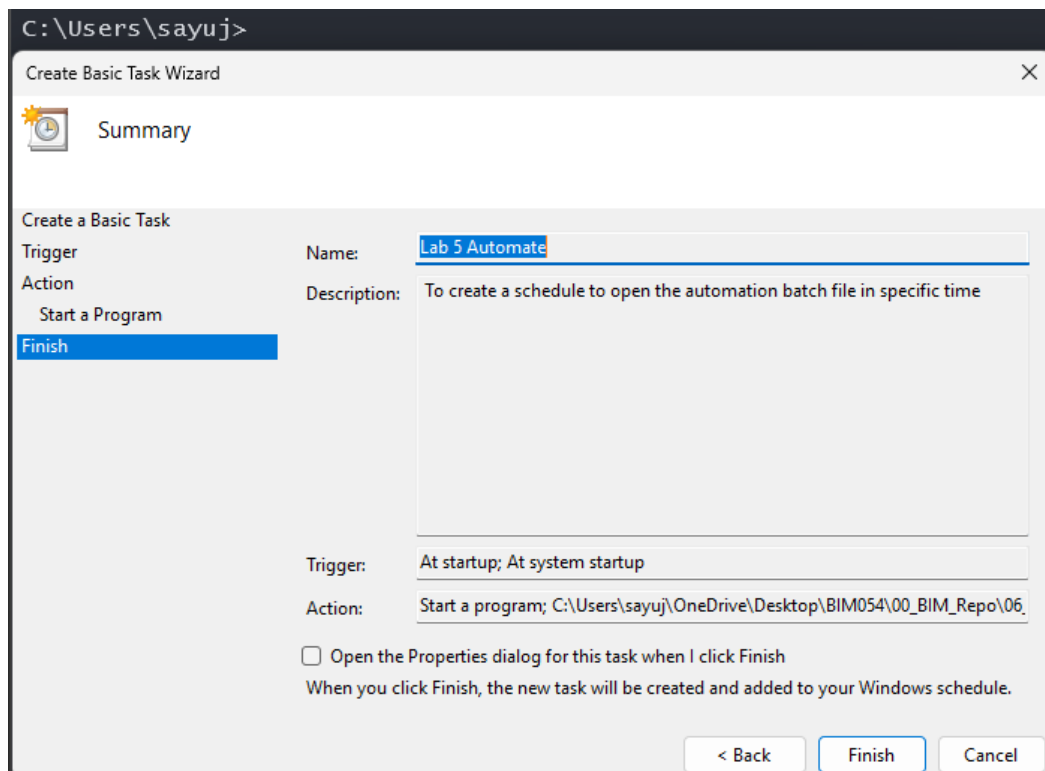 C:\Users\sayuj>
Create Basic Task Wizard
Summary
Create a Basic Task
Trigger
Action
Start a Program
Finish
Name: Lab 5 Automate
Description: To create a schedule to open the automation batch file in specific time
Trigger: At startup; At system startup
Action: Start a program; C:\Users\sayuj\OneDrive\Desktop\BIM054\00_BIM_Repo\06_
Open the Properties dialog for this task when I click Finish
When you click Finish, the new task will be created and added to your Windows schedule.
< Back Finish Cancel